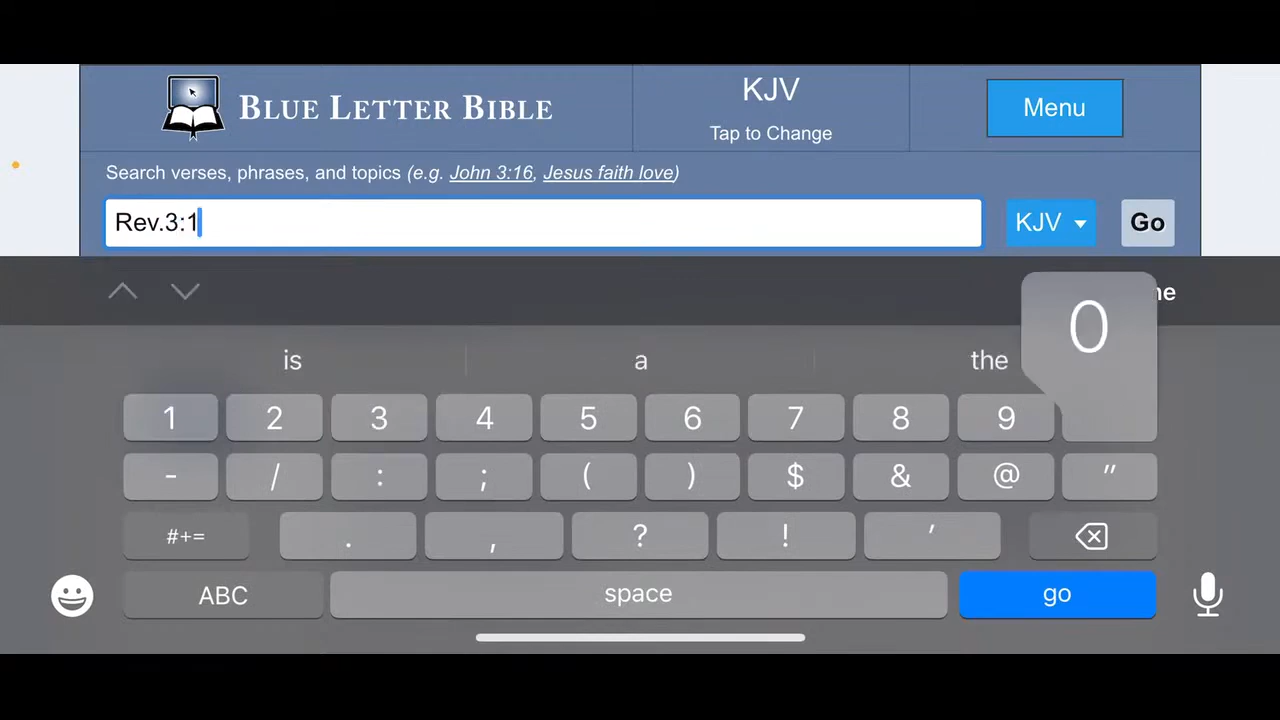 BLUE LETTER BIBLE
KJV
Tap to Change
Menu
Search verses, phrases, and topics (e.g. John 3:16, Jesus faith love)
Rev.3:1
KJV
Go
is a the
0
1 2 3 4 5 6 7 8 9
- / : ; ( ) $ & @ "
#+= . , ? ! '
ABC space go